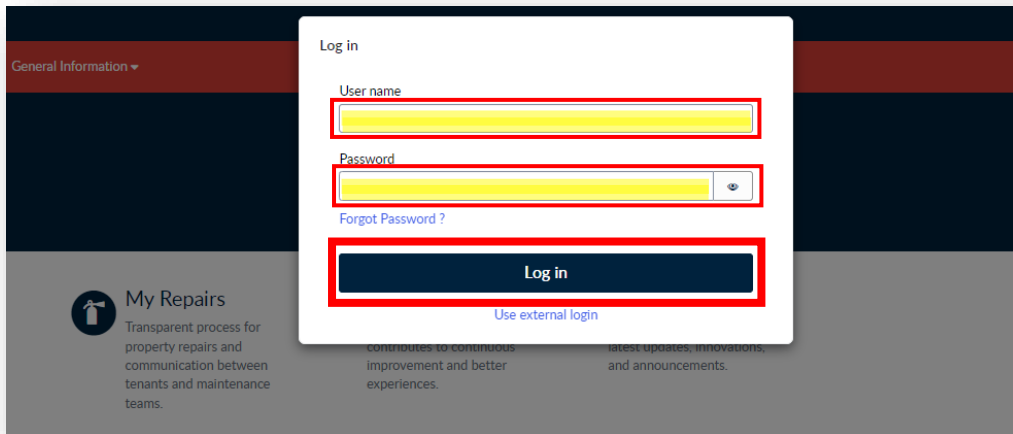 Log in
General Information
User name
Password
Forgot Password ?
Log in
Use external login
My Repairs
Transparent process for
property repairs and
communication between
tenants and maintenance
teams.
contributes to continuous
improvement and better
experiences.
latest updates, innovations,
and announcements.